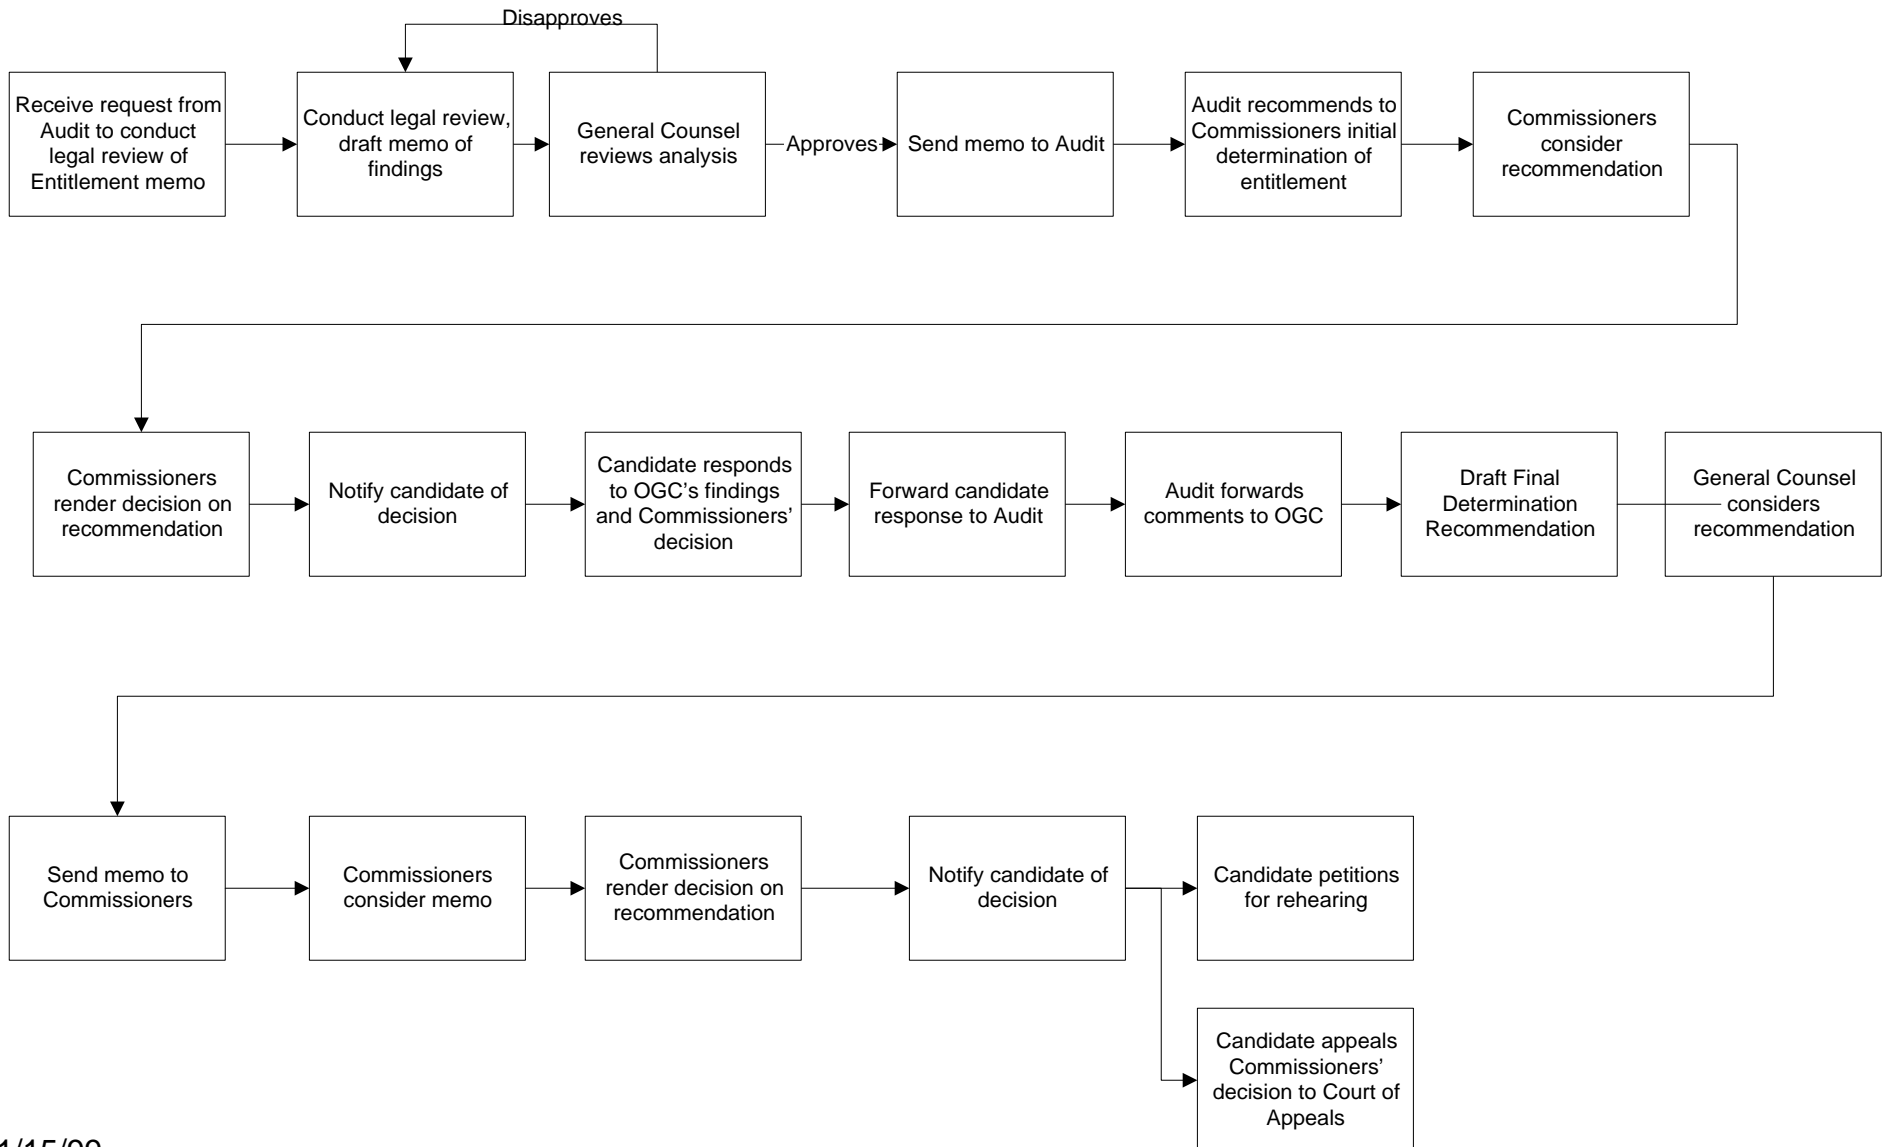 Disapproves
Receive request from
Audit to conduct
legal review of
Entitlement memo
Conduct legal review,
draft memo of
findings
General Counsel
reviews analysis
Approves
Send memo to Audit
Audit recommends to
Commissioners initial
determination of
entitlement
Commissioners
consider
recommendation
Commissioners
render decision on
recommendation
Notify candidate of
decision
Candidate responds
to OGC’s findings
and Commissioners’
decision
Forward candidate
response to Audit
Audit forwards
comments to OGC
Draft Final
Determination
Recommendation
General Counsel
considers
recommendation
Send memo to
Commissioners
Commissioners
consider memo
Commissioners
render decision on
recommendation
Notify candidate of
decision
Candidate petitions
for rehearing
Candidate appeals
Commissioners’
decision to Court of
Appeals